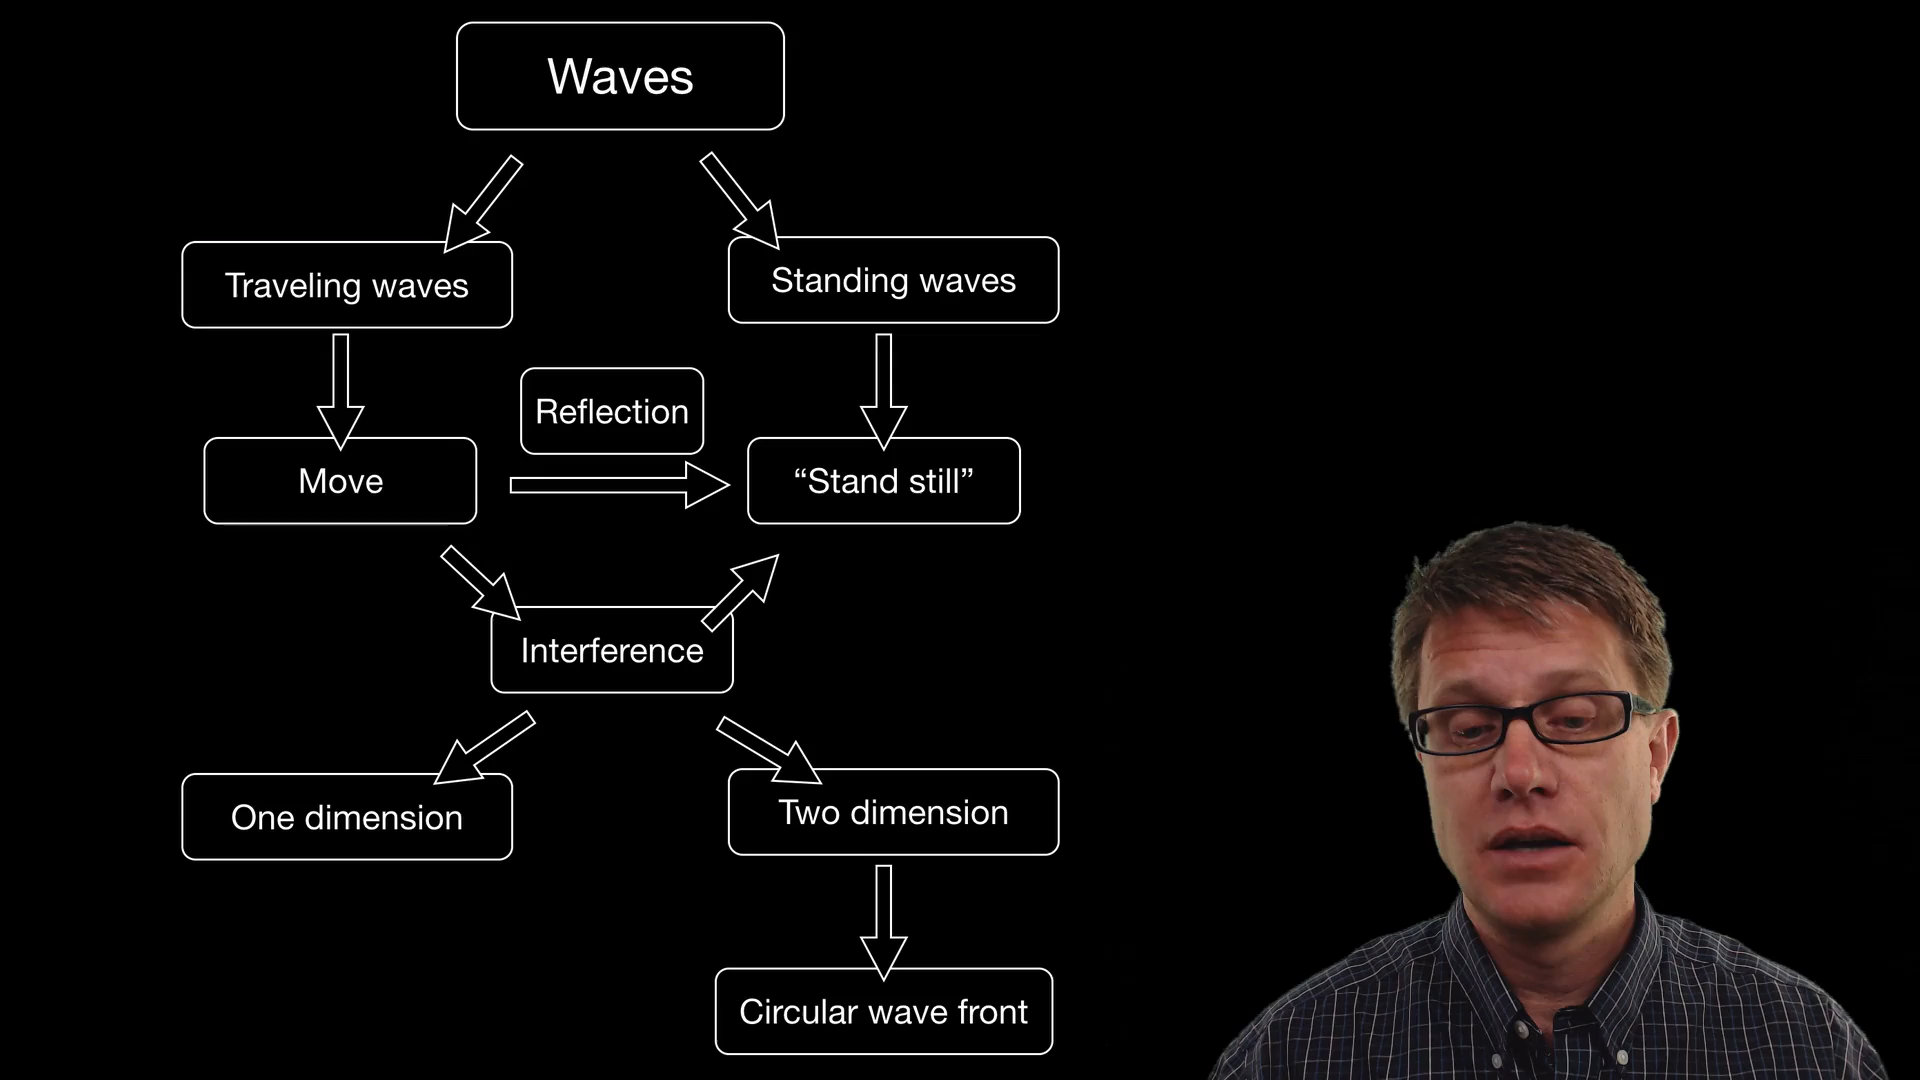 Waves
Traveling waves
Standing waves
Reflection
Move
“Stand still”
Interference
One dimension
Two dimension
Circular wave front